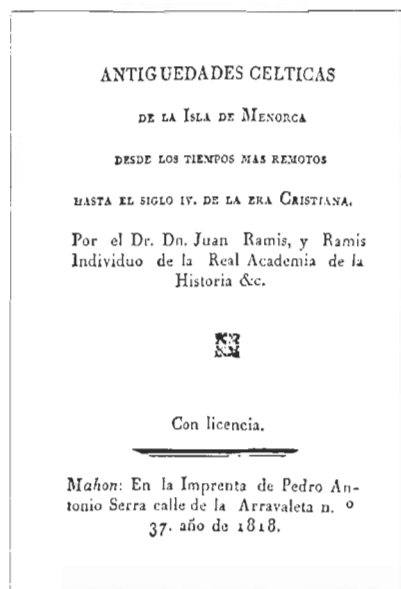 ANTIGUEDADES CELTICAS
DE LA ISLA DE MENORCA
DESDE LOS TIEMPOS MAS REMOTOS
HASTA EL SIGLO IV. DE LA ERA CRISTIANA.
Por el Dr. Dn. Juan Ramis, y Ramis
Individuo de la Real Academia de la
Historia &c.
Con licencia.
Mahon: En la Imprenta de Pedro An-
tonio Serra calle de la Arravaleta n. º
37. año de 1818.